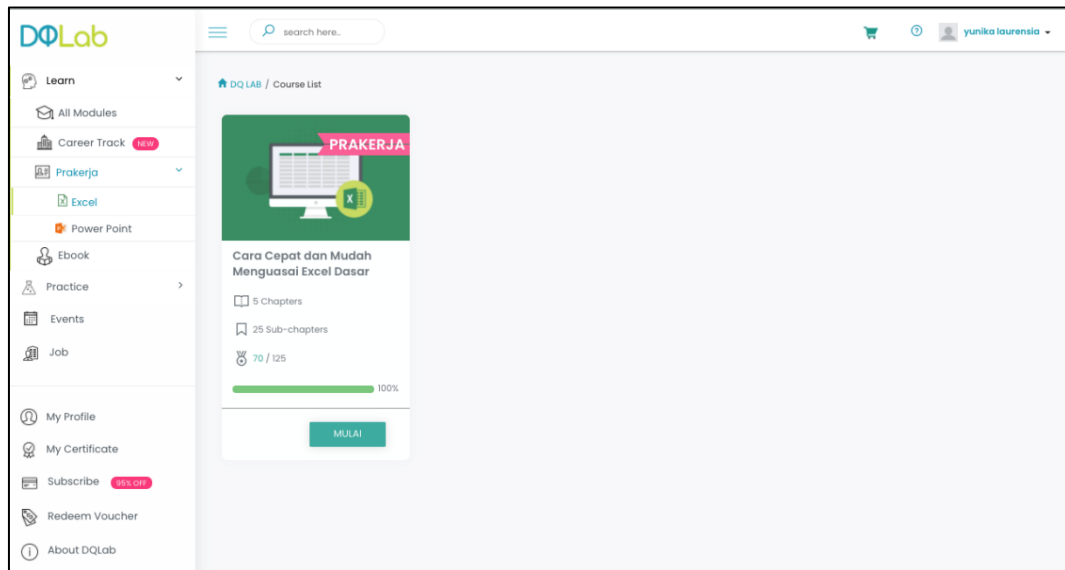 DQLab
search here..
yunika laurensia
Learn
All Modules
Career Track NEW
Prakerja
Excel
Power Point
Ebook
Practice
Events
Job
My Profile
My Certificate
Subscribe 95% OFF
Redeem Voucher
About DQLab
DQ LAB / Course List
PRAKERJA
Cara Cepat dan Mudah
Menguasai Excel Dasar
5 Chapters
25 Sub-chapters
70 / 125
100%
MULAI